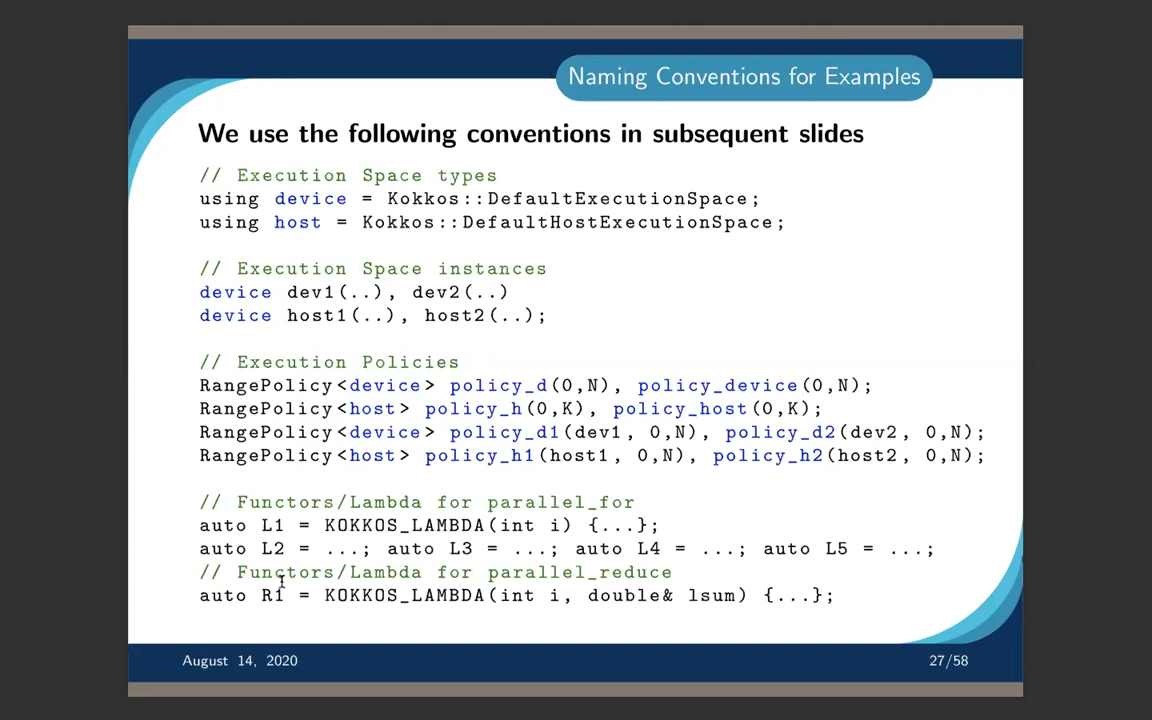 Naming Conventions for Examples
We use the following conventions in subsequent slides
// Execution Space types
using device = Kokkos::DefaultExecutionSpace;
using host = Kokkos::DefaultHostExecutionSpace;
// Execution Space instances
device dev1(..), dev2(..)
device host1(..), host2(..);
// Execution Policies
RangePolicy<device> policy_d(0,N), policy_device(0,N);
RangePolicy<host> policy_h(0,K), policy_host(0,K);
RangePolicy<device> policy_d1(dev1, 0,N), policy_d2(dev2, 0,N);
RangePolicy<host> policy_h1(host1, 0,N), policy_h2(host2, 0,N);
// Functors/Lambda for parallel_for
auto L1 = KOKKOS_LAMBDA(int i) {...};
auto L2 = ...; auto L3 = ...; auto L4 = ...; auto L5 = ...;
// Functors/Lambda for parallel_reduce
auto R1 = KOKKOS_LAMBDA(int i, double& lsum) {...};
August 14, 2020
27/58